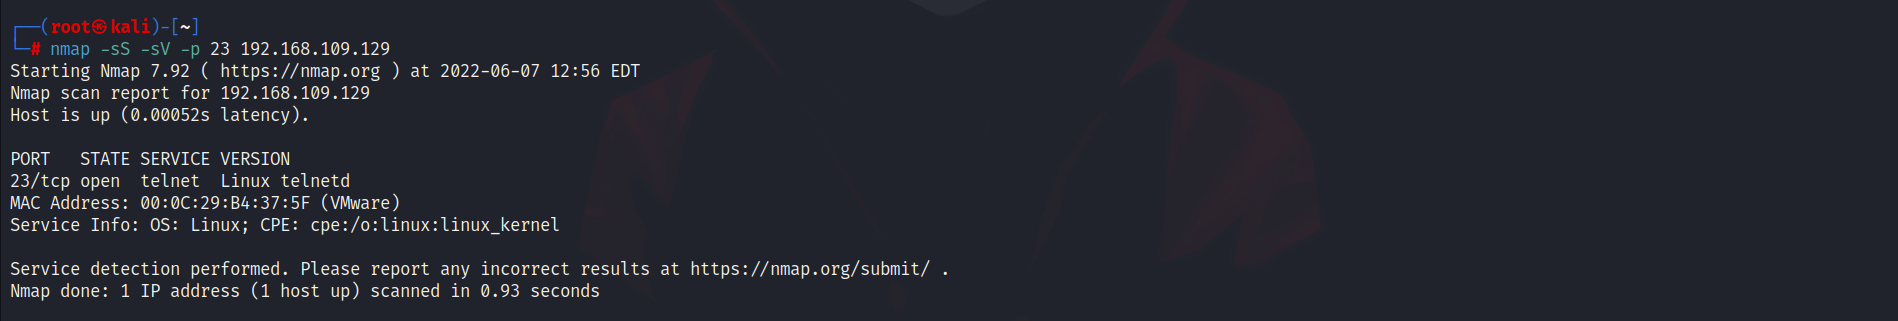 ┌──(root㉿kali)-[~]
└─# nmap -sS -sV -p 23 192.168.109.129
Starting Nmap 7.92 ( https://nmap.org ) at 2022-06-07 12:56 EDT
Nmap scan report for 192.168.109.129
Host is up (0.00052s latency).

PORT   STATE SERVICE VERSION
23/tcp open  telnet  Linux telnetd
MAC Address: 00:0C:29:B4:37:5F (VMware)
Service Info: OS: Linux; CPE: cpe:/o:linux:linux_kernel

Service detection performed. Please report any incorrect results at https://nmap.org/submit/ .
Nmap done: 1 IP address (1 host up) scanned in 0.93 seconds